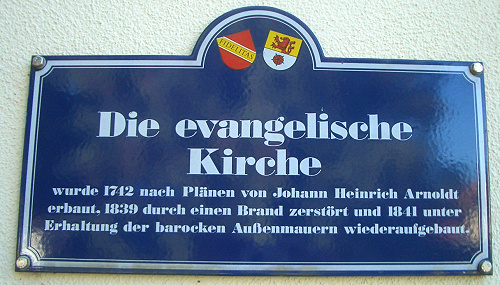 FIDELITAS
Die evangelische
Kirche
wurde 1742 nach Plänen von Johann Heinrich Arnoldt
erbaut, 1839 durch einen Brand zerstört und 1841 unter
Erhaltung der barocken Außenmauern wiederaufgebaut.